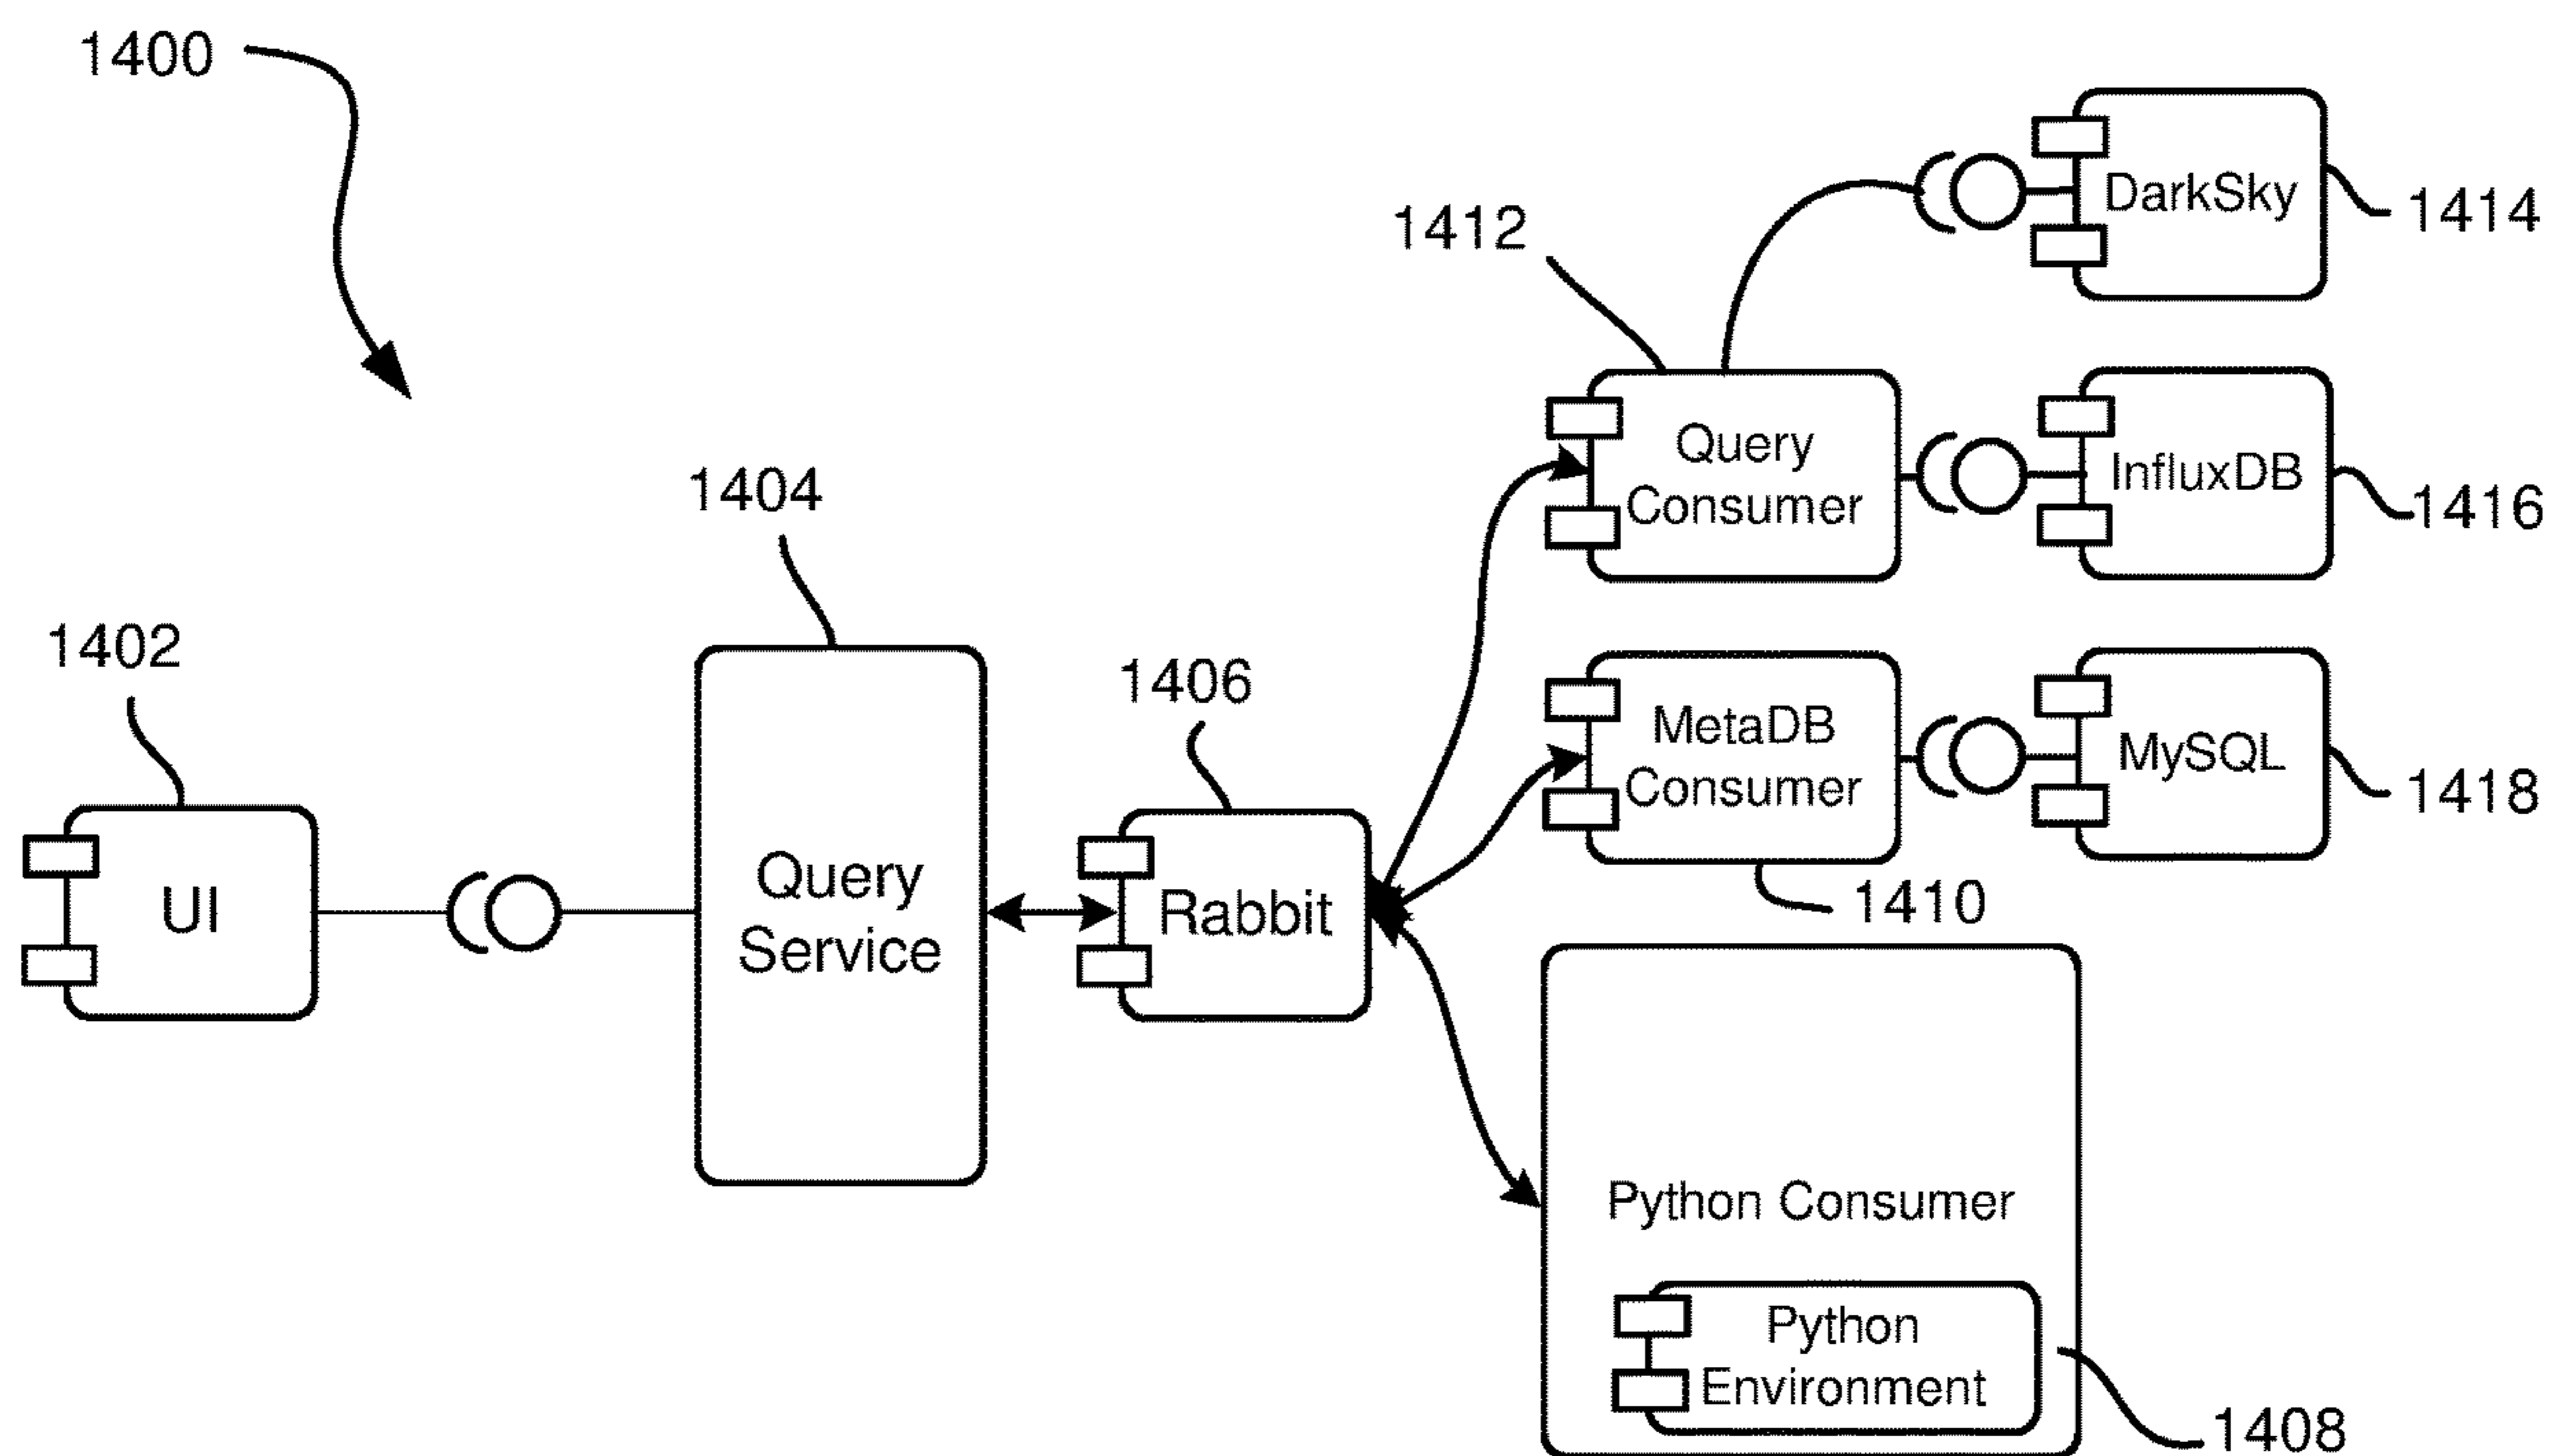 1400
DarkSky
1414
1412
Query
Consumer
InfluxDB
1416
1404
1402
1406
MetaDB
Consumer
MySQL
1418
1410
UI
Query
Service
Rabbit
Python Consumer
Python
Environment
1408